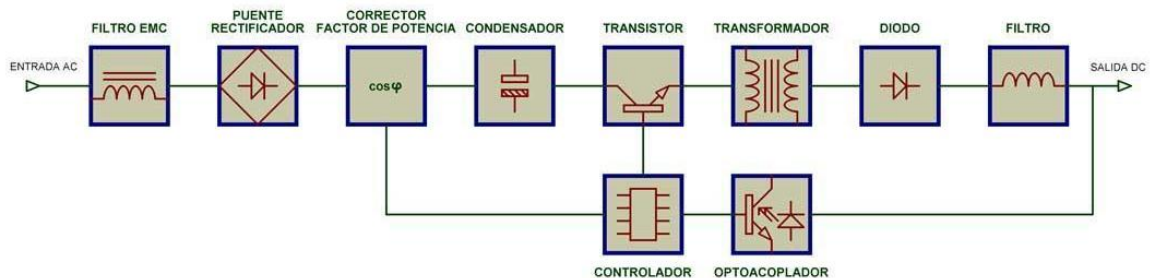 FILTRO EMC
PUENTE
RECTIFICADOR
CORRECTOR
FACTOR DE POTENCIA
CONDENSADOR
TRANSISTOR
TRANSFORMADOR
DIODO
FILTRO
ENTRADA AC
cosφ
SALIDA DC
CONTROLADOR
OPTOACOPLADOR